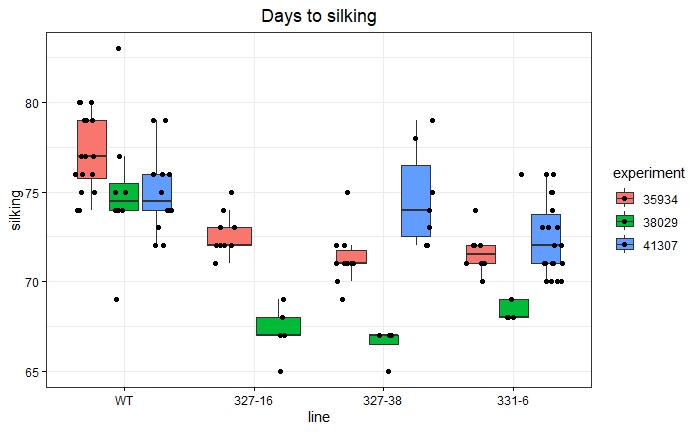 Days to silking
silking
80
75
70
65
WT
327-16
327-38
331-6
line
experiment
35934
38029
41307